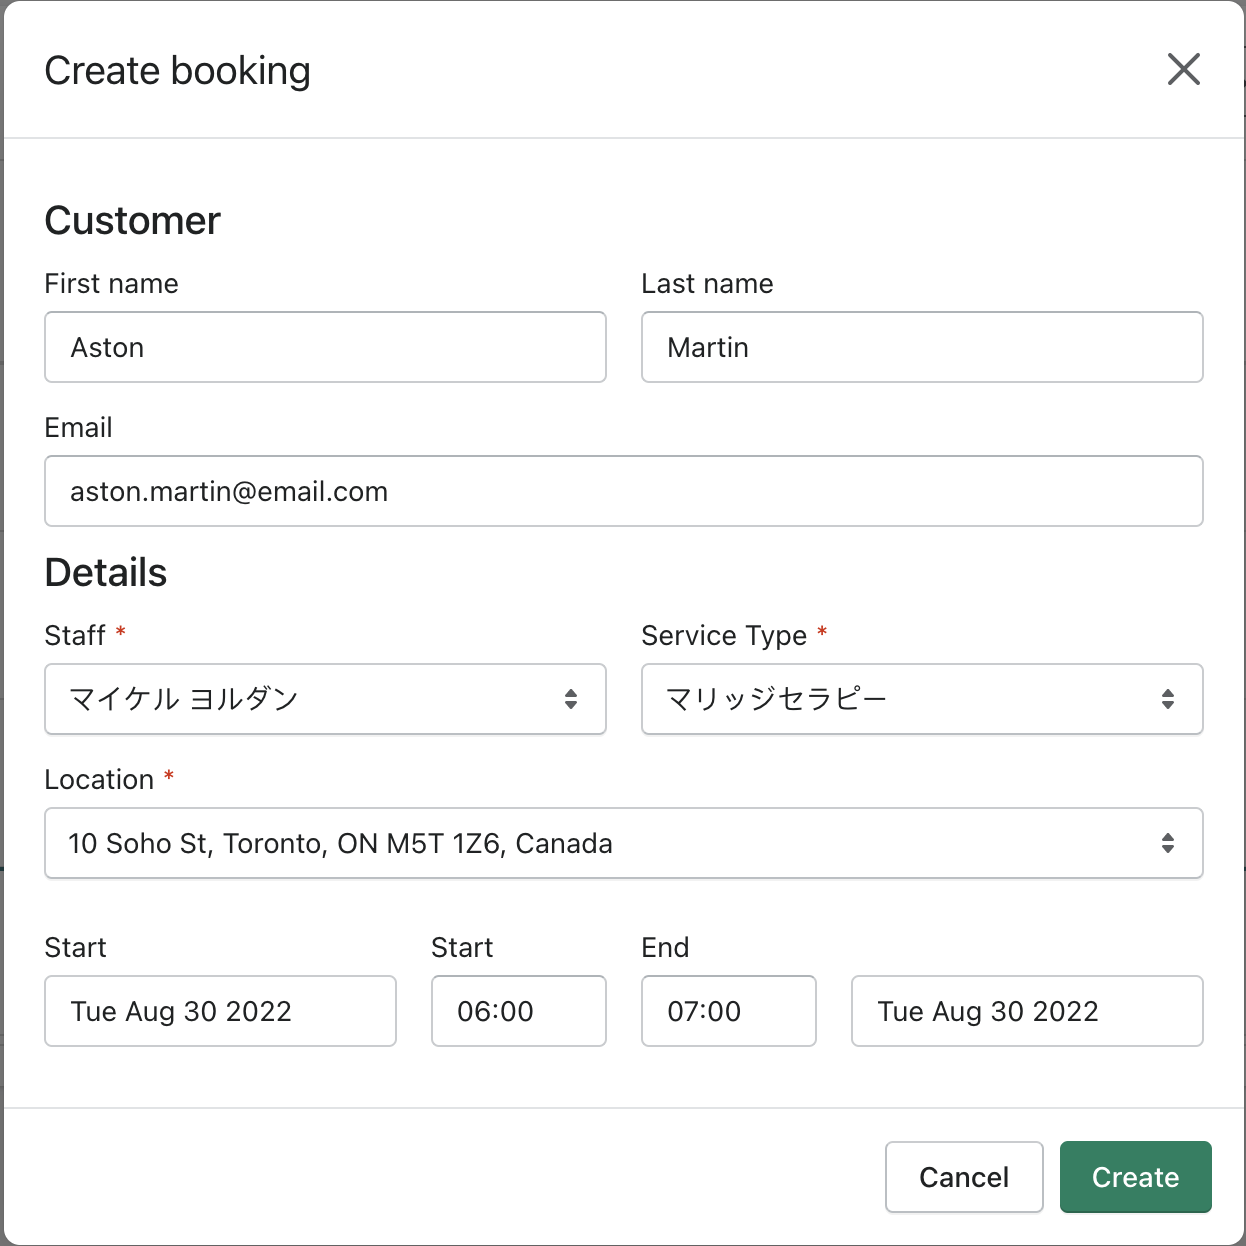 Create booking
Customer
First name
Last name
Aston
Martin
Email
aston.martin@email.com
Details
Staff *
Service Type *
マイケル ヨルダン
マリッジセラピー
Location *
10 Soho St, Toronto, ON M5T 1Z6, Canada
Start
Start
End
Tue Aug 30 2022
06:00
07:00
Tue Aug 30 2022
Cancel
Create